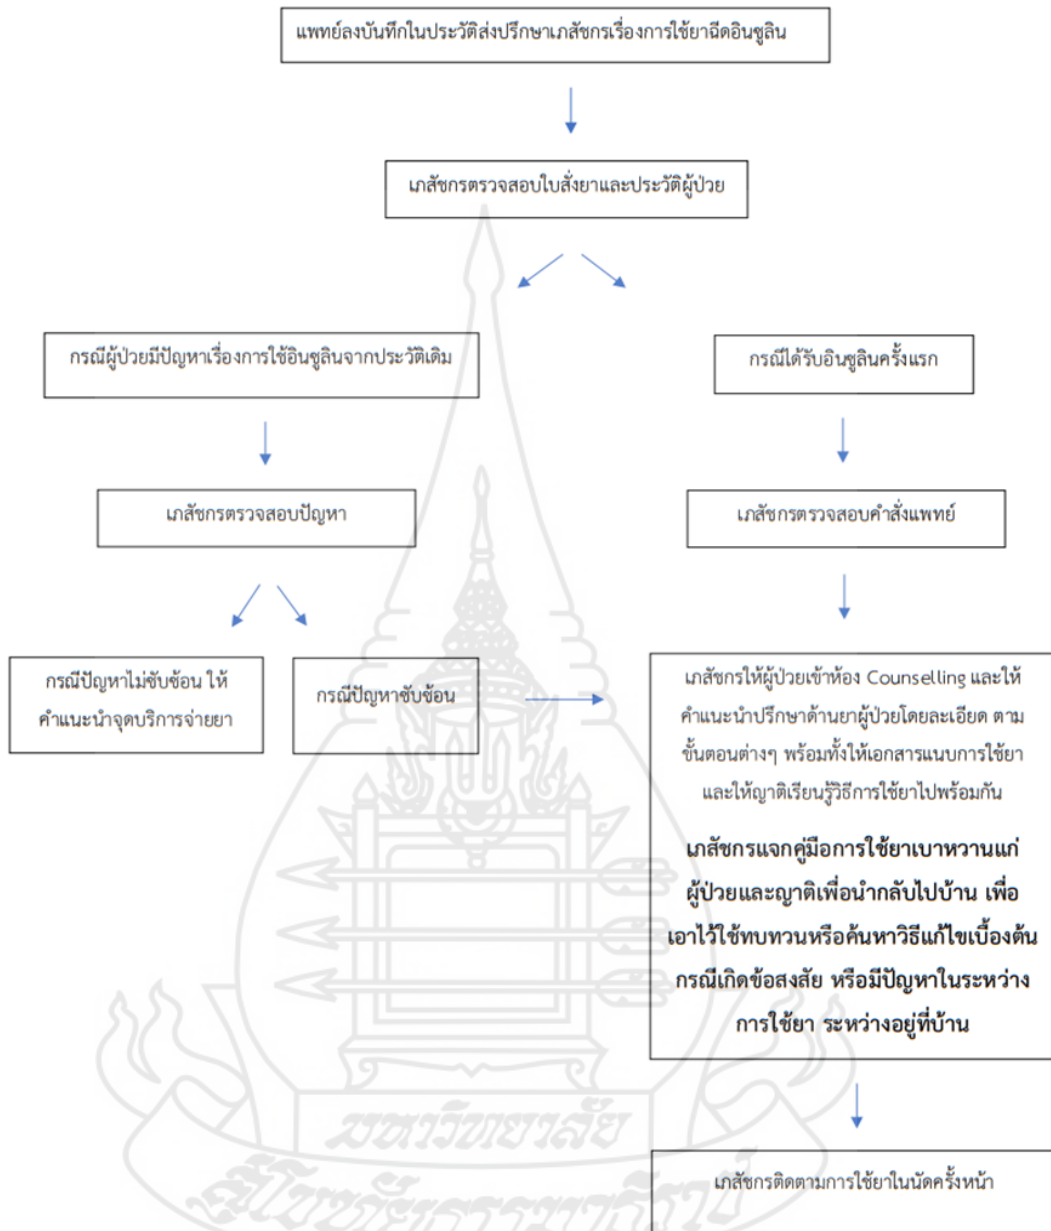 แพทย์ลงบันทึกในประวัติส่งปรึกษาเภสัชกรเรื่องการใช้ยาฉีดอินซูลิน
เภสัชกรตรวจสอบใบสั่งยาและประวัติผู้ป่วย
กรณีผู้ป่วยมีปัญหาเรื่องการใช้อินซูลินจากประวัติเดิม
กรณีได้รับอินซูลินครั้งแรก
เภสัชกรตรวจสอบปัญหา
เภสัชกรตรวจสอบคำสั่งแพทย์
กรณีปัญหาไม่ซับซ้อน ให้
คำแนะนำจุดบริการจ่ายยา
กรณีปัญหาซับซ้อน
เภสัชกรให้ผู้ป่วยเข้าห้อง Counselling และให้
คำแนะนำปรึกษาด้านยาผู้ป่วยโดยละเอียด ตาม
ขั้นตอนต่างๆ พร้อมทั้งให้เอกสารแนบการใช้ยา
และให้ญาติเรียนรู้วิธีการใช้ยาไปพร้อมกัน
เภสัชกรแจกคู่มือการใช้ยาเบาหวานแก่
ผู้ป่วยและญาติเพื่อนำกลับไปบ้าน เพื่อ
เอาไว้ใช้ทบทวนหรือค้นหาวิธีแก้ไขเบื้องต้น
กรณีเกิดข้อสงสัย หรือมีปัญหาในระหว่าง
การใช้ยา ระหว่างอยู่ที่บ้าน
มหาวิทยาลัย
เภสัชกรติดตามการใช้ยาในนัดครั้งหน้า
สุโขทัยธรรมาธิราช